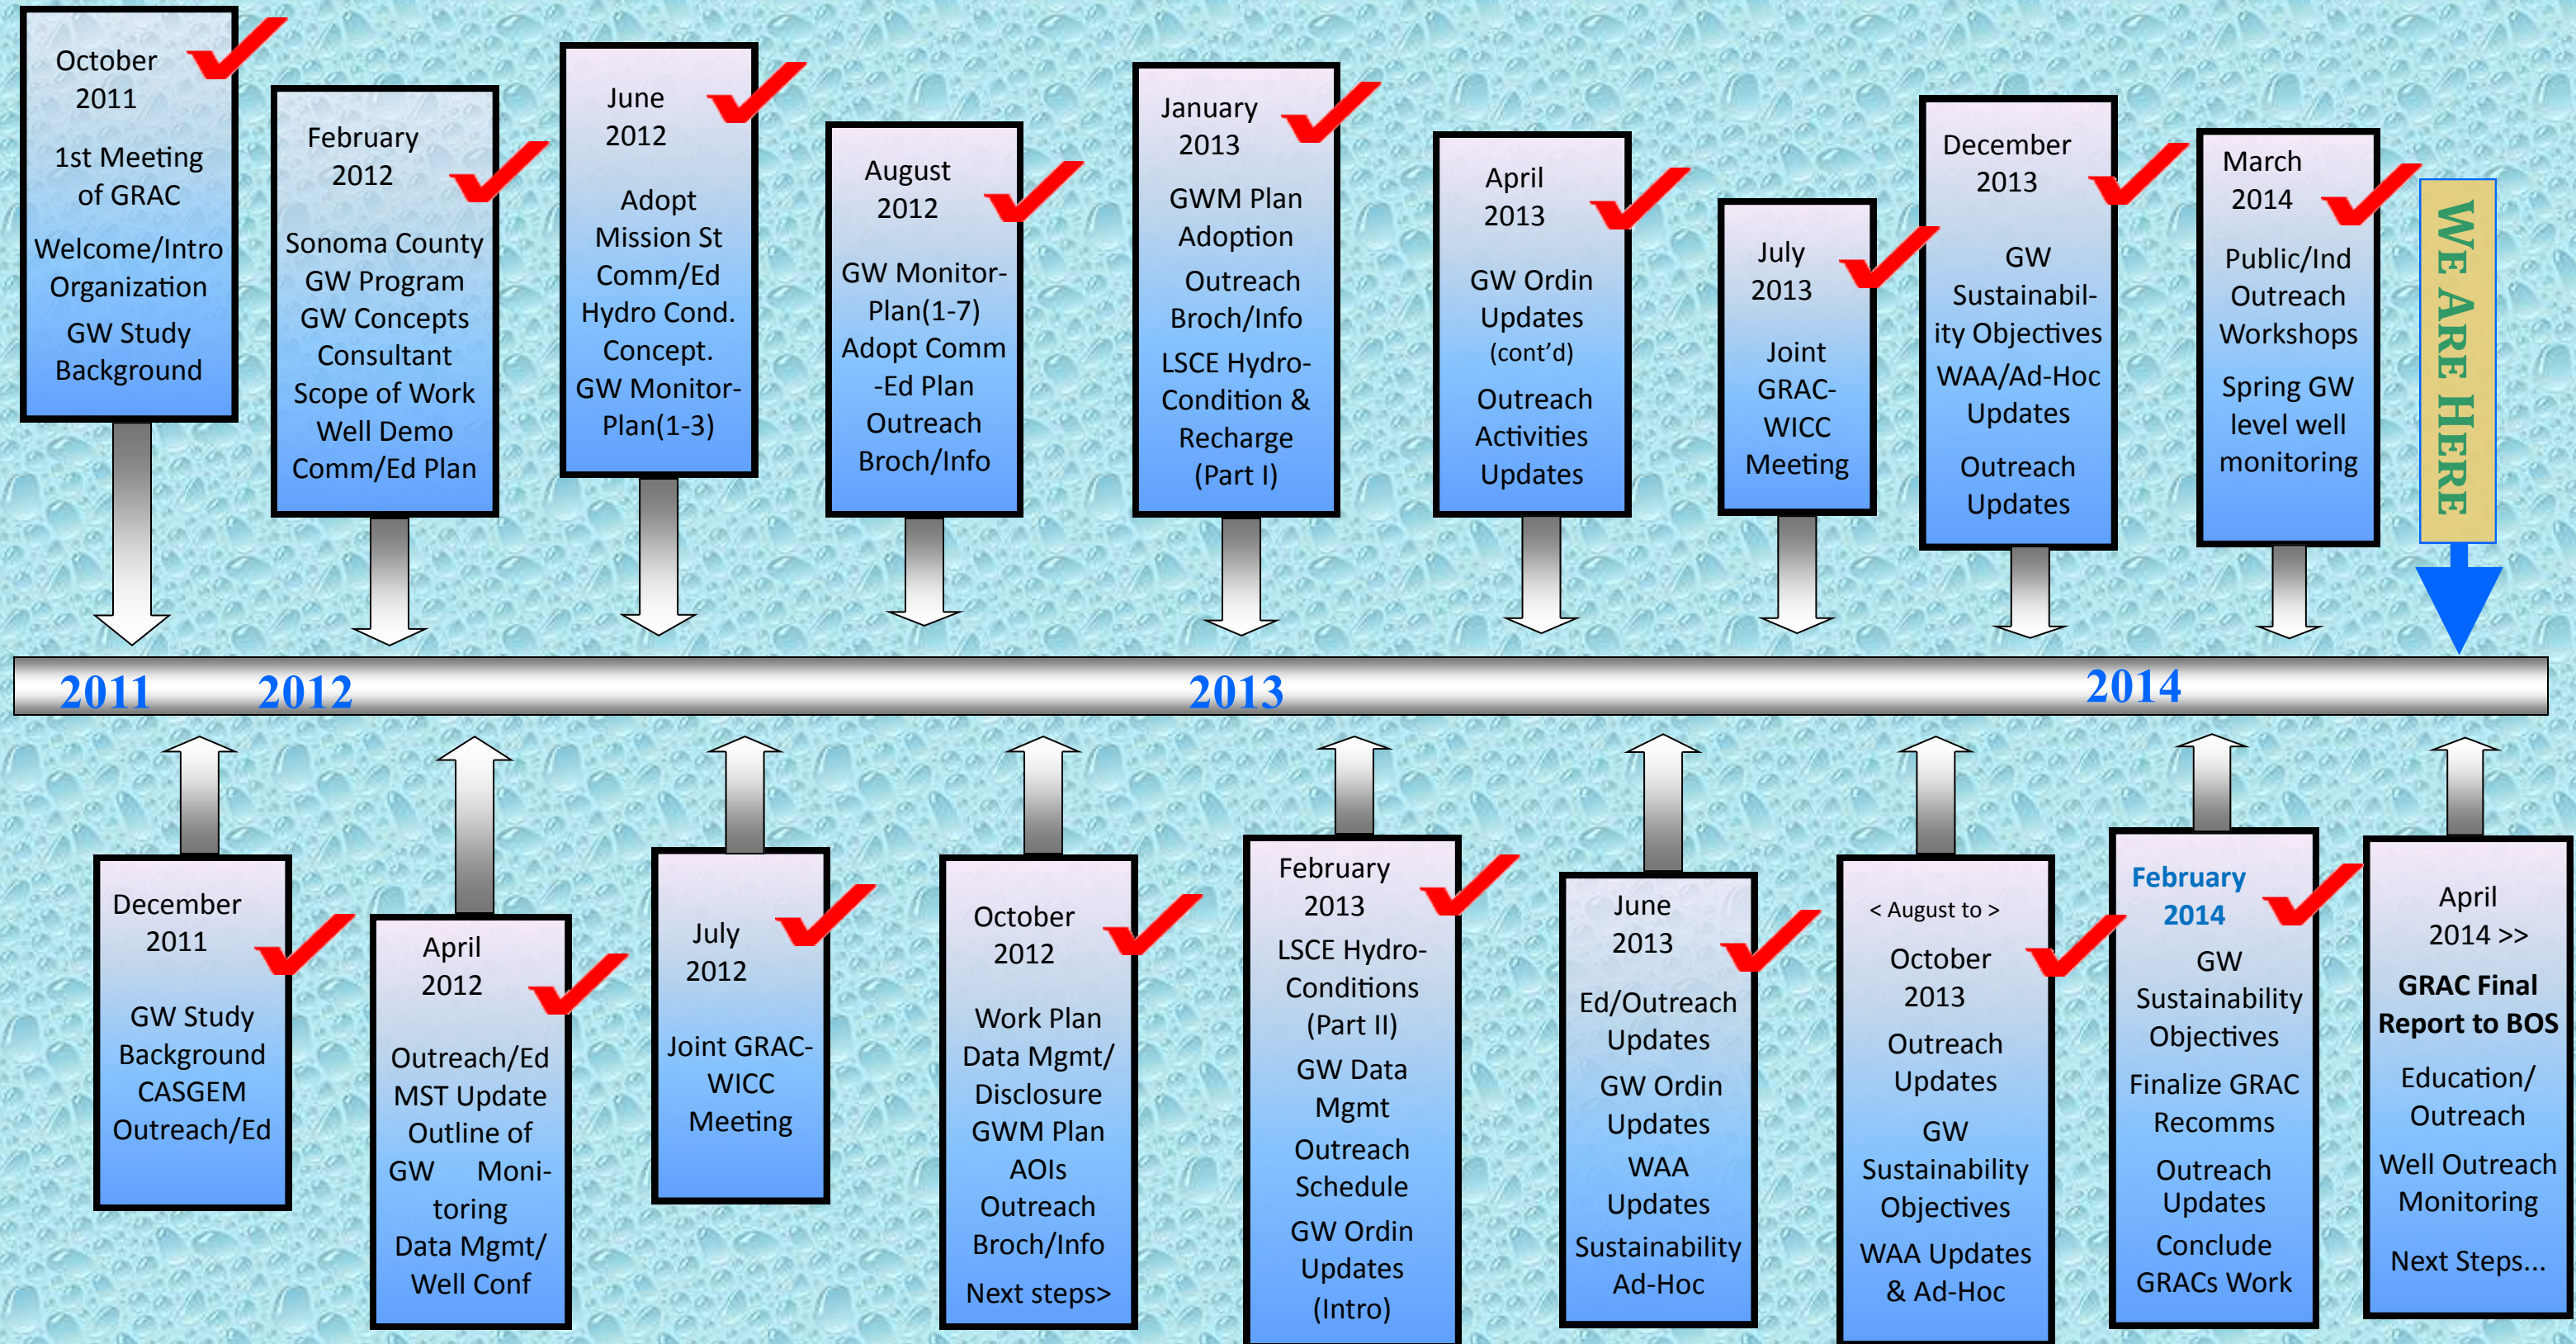 October
2011
1st Meeting
of GRAC
Welcome/Intro
Organization
GW Study
Background
February
2012
Sonoma County
GW Program
GW Concepts
Consultant
Scope of Work
Well Demo
Comm/Ed Plan
June
2012
Adopt
Mission St
Comm/Ed
Hydro Cond.
Concept.
GW Monitor-
Plan(1-3)
August
2012
GW Monitor-
Plan(1-7)
Adopt Comm
-Ed Plan
Outreach
Broch/Info
January
2013
GWM Plan
Adoption
Outreach
Broch/Info
LSCE Hydro-
Condition &
Recharge
(Part I)
April
2013
GW Ordin
Updates
(cont'd)
Outreach
Activities
Updates
July
2013
Joint
GRAC-
WICC
Meeting
December
2013
GW
Sustainabil-
ity Objectives
WAA/Ad-Hoc
Updates
Outreach
Updates
March
2014
Public/Ind
Outreach
Workshops
Spring GW
level well
monitoring
WE ARE HERE
2011 2012 2013 2014
December
2011
GW Study
Background
CASGEM
Outreach/Ed
April
2012
Outreach/Ed
MST Update
Outline of
GW Moni-
toring
Data Mgmt/
Well Conf
July
2012
Joint GRAC-
WICC
Meeting
October
2012
Work Plan
Data Mgmt/
Disclosure
GWM Plan
AOIs
Outreach
Broch/Info
Next steps>
February
2013
LSCE Hydro-
Conditions
(Part II)
GW Data
Mgmt
Outreach
Schedule
GW Ordin
Updates
(Intro)
June
2013
Ed/Outreach
Updates
GW Ordin
Updates
WAA
Updates
Sustainability
Ad-Hoc
< August to >
October
2013
Outreach
Updates
GW
Sustainability
Objectives
WAA Updates
& Ad-Hoc
February
2014
GW
Sustainability
Objectives
Finalize GRAC
Recomms
Outreach
Updates
Conclude
GRACs Work
April
2014 >>
GRAC Final
Report to BOS
Education/
Outreach
Well Outreach
Monitoring
Next Steps...